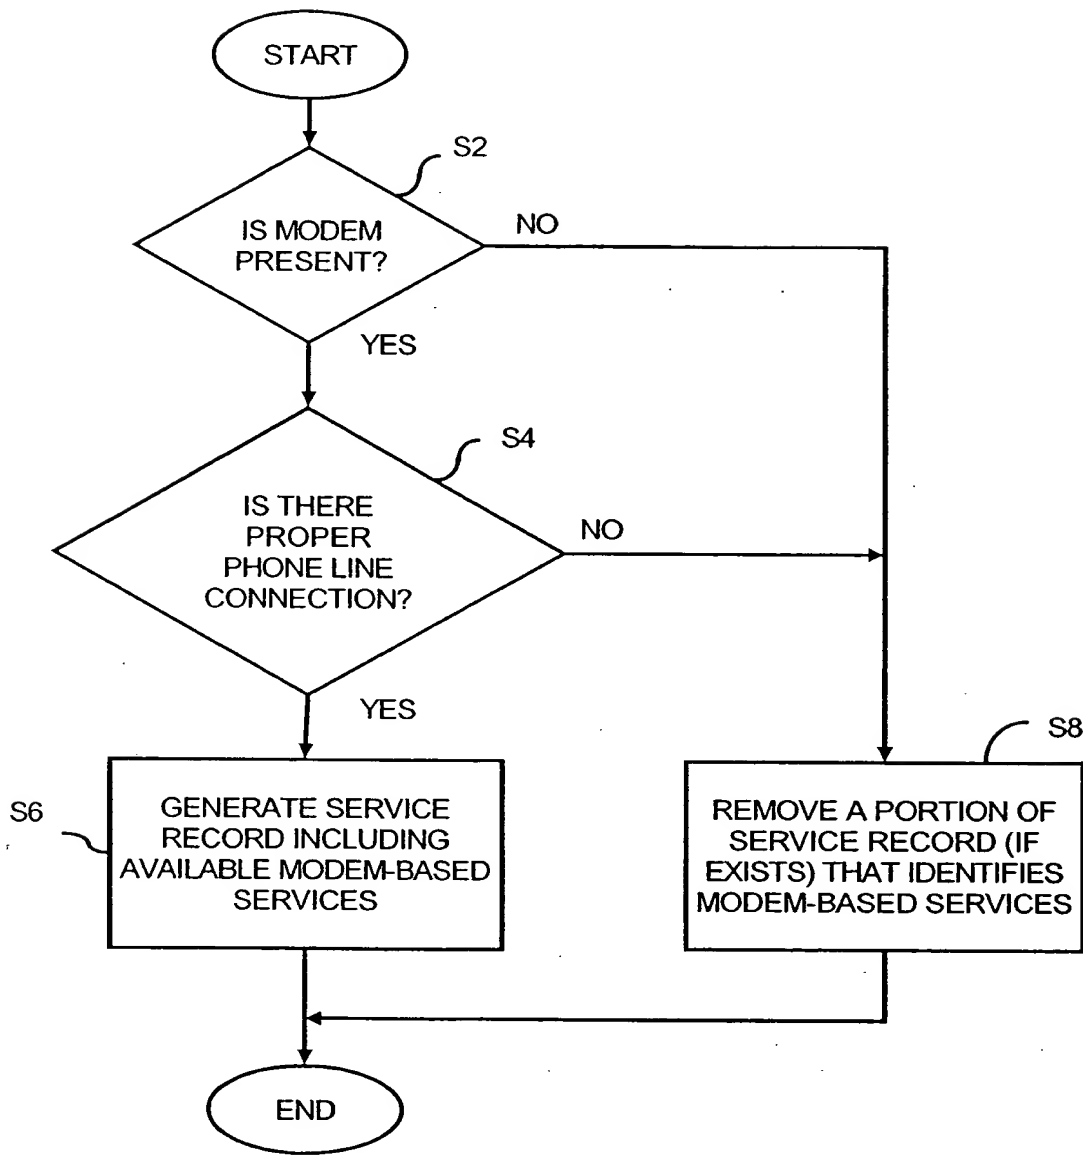 START
S2
IS MODEM
PRESENT?
NO
YES
S4
IS THERE
PROPER
PHONE LINE
CONNECTION?
NO
YES
S6
GENERATE SERVICE
RECORD INCLUDING
AVAILABLE MODEM-BASED
SERVICES
S8
REMOVE A PORTION OF
SERVICE RECORD (IF
EXISTS) THAT IDENTIFIES
MODEM-BASED SERVICES
END